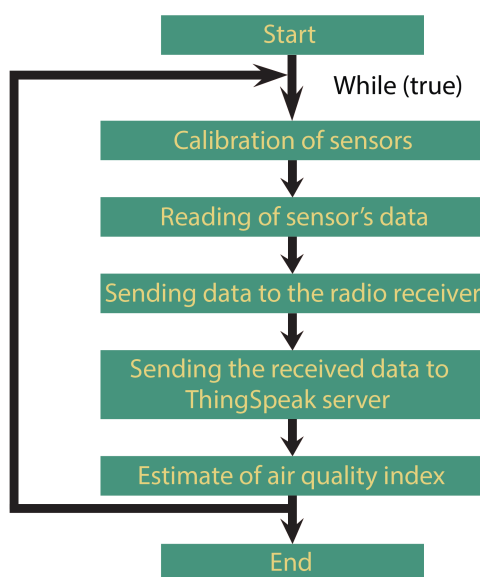 Start
While (true)
Calibration of sensors
Reading of sensor’s data
Sending data to the radio receiver
Sending the received data to
ThingSpeak server
Estimate of air quality index
End